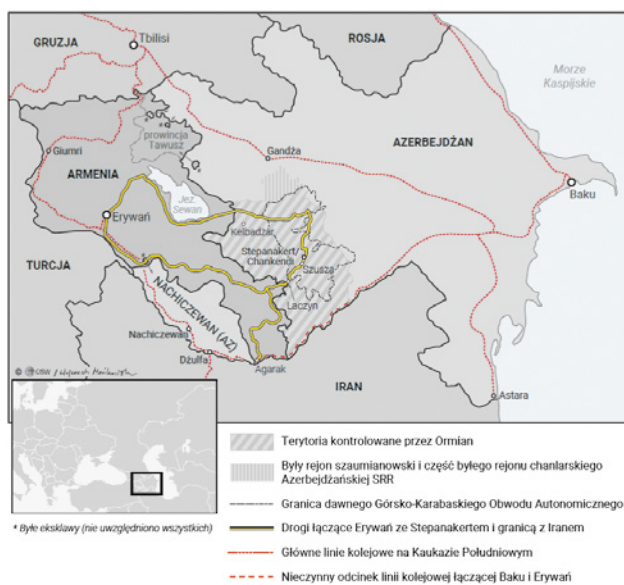 GRUZJA
Tbilisi
ROSJA
Morze
Kaspijskie
prowincja
Tawusz
Giumri
Gandża
AZERBEJDŻAN
ARMENIA
Baku
Jez.
Sewan
Erywań
Kelbadżar
Stepanakert/
Chankendi
Szusza
TURCJA
NACHICZEWAN (AZ)
Laczyn
Nachiczewan
Dżulfa
Agarak
IRAN
Astara
© OSW /
* Byłe eksklawy (nie uwzględniono wszystkich)
Terytoria kontrolowane przez Ormian
Były rejon szaumianowski i część byłego rejonu chanlarskiego
Azerbejdżańskiej SRR
Granica dawnego Górsko-Karabaskiego Obwodu Autonomicznego
Drogi łączące Erywań ze Stepanakertem i granicą z Iranem
Główne linie kolejowe na Kaukazie Południowym
Nieczynny odcinek linii kolejowej łączącej Baku i Erywań